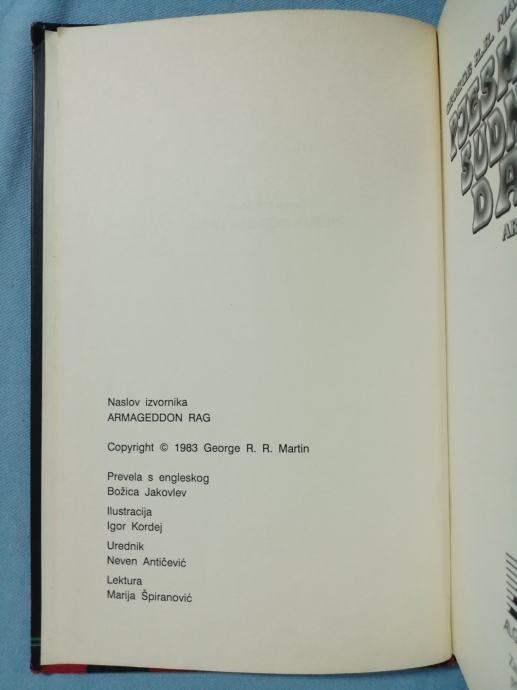 Naslov izvornika
ARMAGEDDON RAG
Copyright © 1983 George R. R. Martin
Prevela s engleskog
Božica Jakovlev
Ilustracija
Igor Kordej
Urednik
Neven Antičević
Lektura
Marija Špiranović
GEORGE R.R.